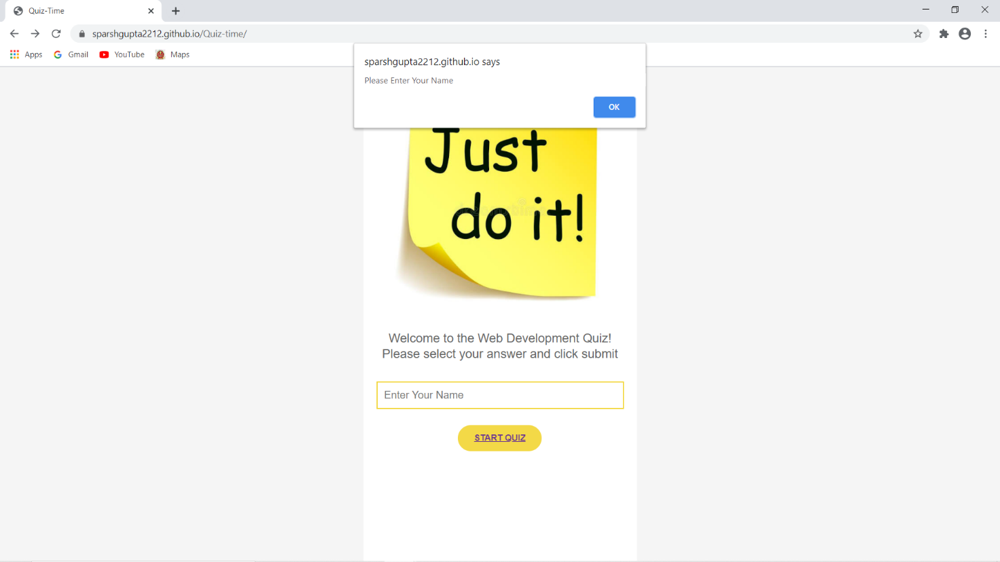 Quiz-Time
sparshgupta2212.github.io/Quiz-time/
Apps Gmail YouTube Maps
sparshgupta2212.github.io says
Please Enter Your Name
OK
Just
do it!
Welcome to the Web Development Quiz!
Please select your answer and click submit
Enter Your Name
START QUIZ